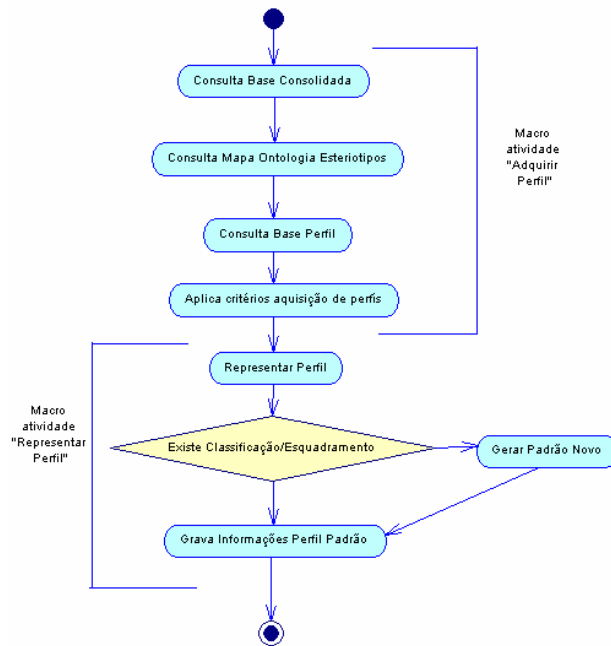 Consulta Base Consolidada
Consulta Mapa Ontologia Esteriotipos
Macro
atividade
"Adquirir
Perfil"
Consulta Base Perfil
Aplica critérios aquisição de perfis
Representar Perfil
Macro
atividade
"Representar
Perfil"
Existe Classificação/Esquadramento
Gerar Padrão Novo
Grava Informações Perfil Padrão